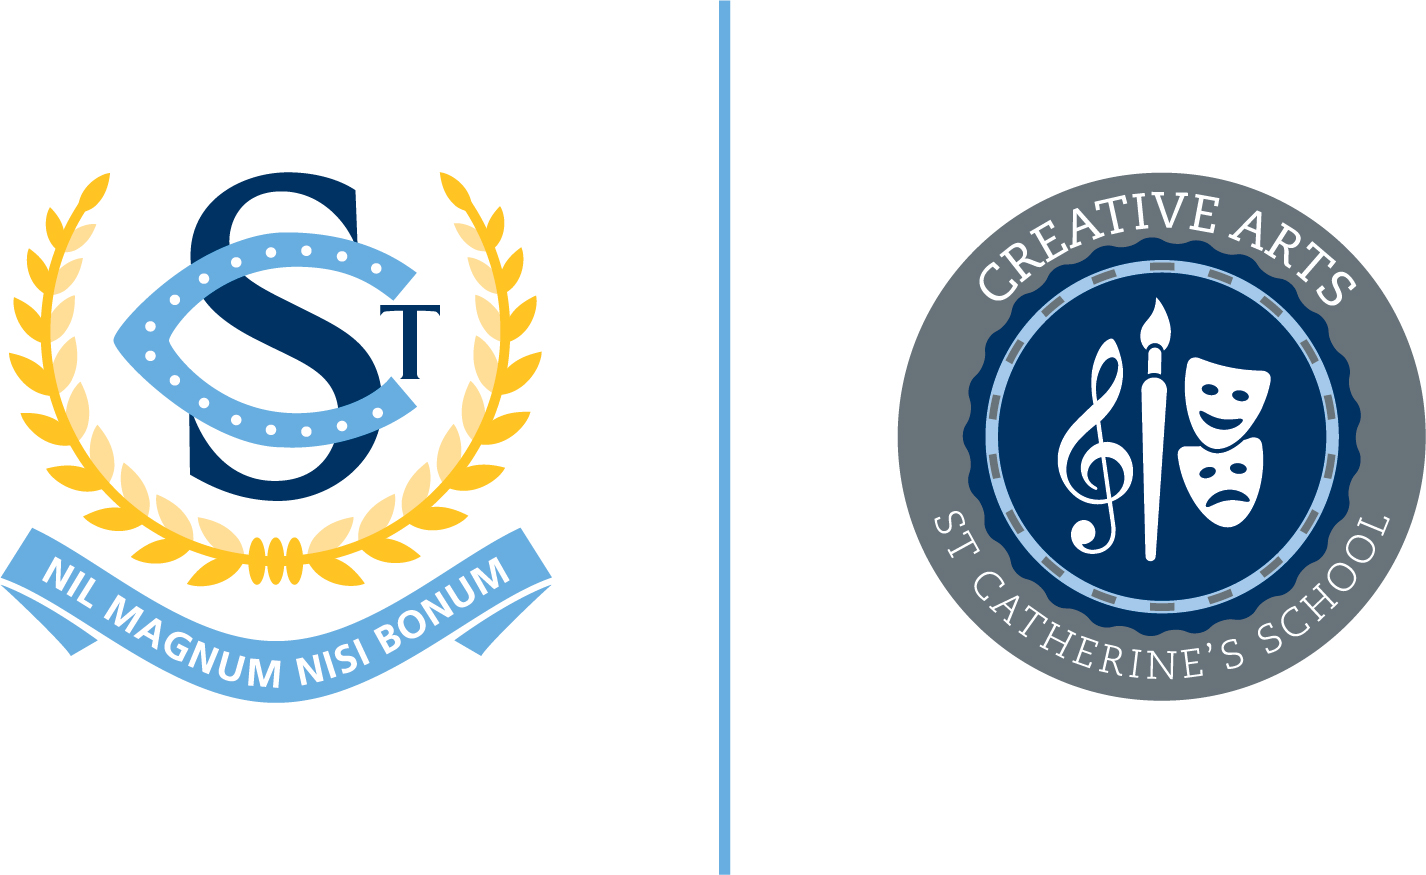 ST C
NIL MAGNUM NISI BONUM
CREATIVE ARTS
ST CATHERINE'S SCHOOL